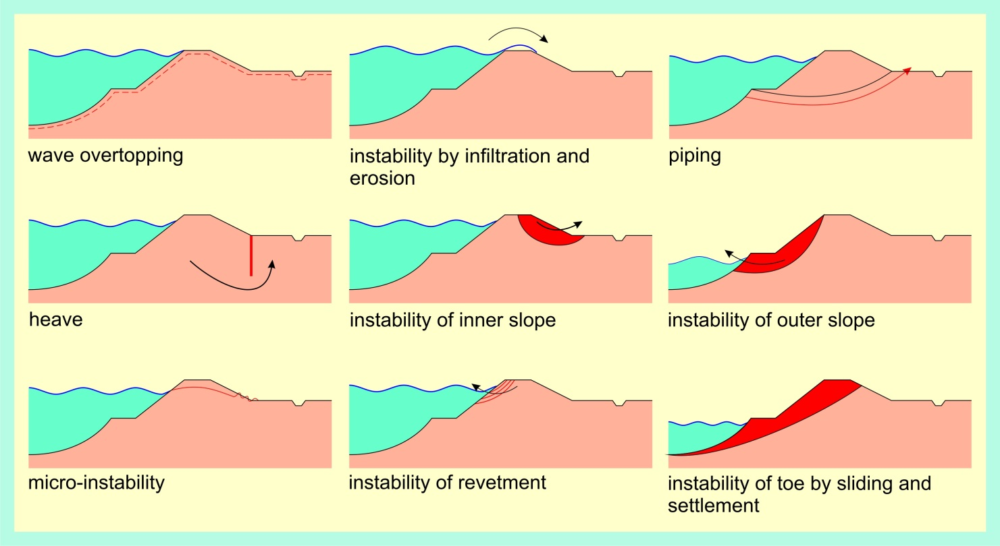 wave overtopping
instability by infiltration and
erosion
piping
heave
instability of inner slope
instability of outer slope
micro-instability
instability of revetment
instability of toe by sliding and
settlement